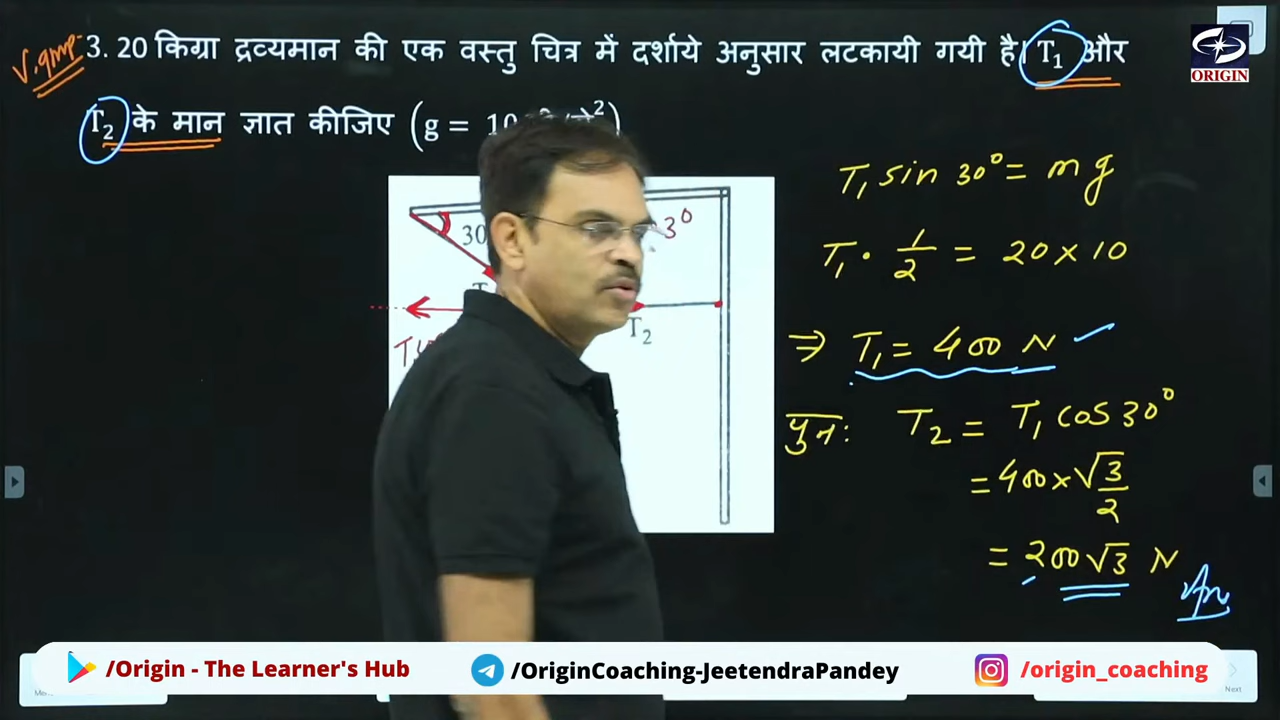 V. Imp.
3. 20 किग्रा द्रव्यमान की एक वस्तु चित्र में दर्शाये अनुसार लटकायी गयी है। T₁ और
T₂ के मान ज्ञात कीजिए (g = 10
ORIGIN
30
T₂
T₁ sin 30° = mg
T₁ · 1/2 = 20 × 10
⇒ T₁ = 400 N
पुनः T₂ = T₁ cos 30°
= 400 × √3/2
= 200√3 N
Ans
/Origin - The Learner's Hub
/OriginCoaching-JeetendraPandey
/origin_coaching
Next